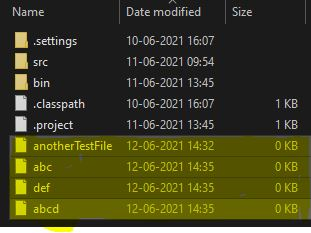 Name Date modified Size
.settings 10-06-2021 16:07
src 11-06-2021 09:54
bin 11-06-2021 13:45
.classpath 10-06-2021 16:07 1 KB
.project 11-06-2021 13:45 1 KB
anotherTestFile 12-06-2021 14:32 0 KB
abc 12-06-2021 14:35 0 KB
def 12-06-2021 14:35 0 KB
abcd 12-06-2021 14:35 0 KB